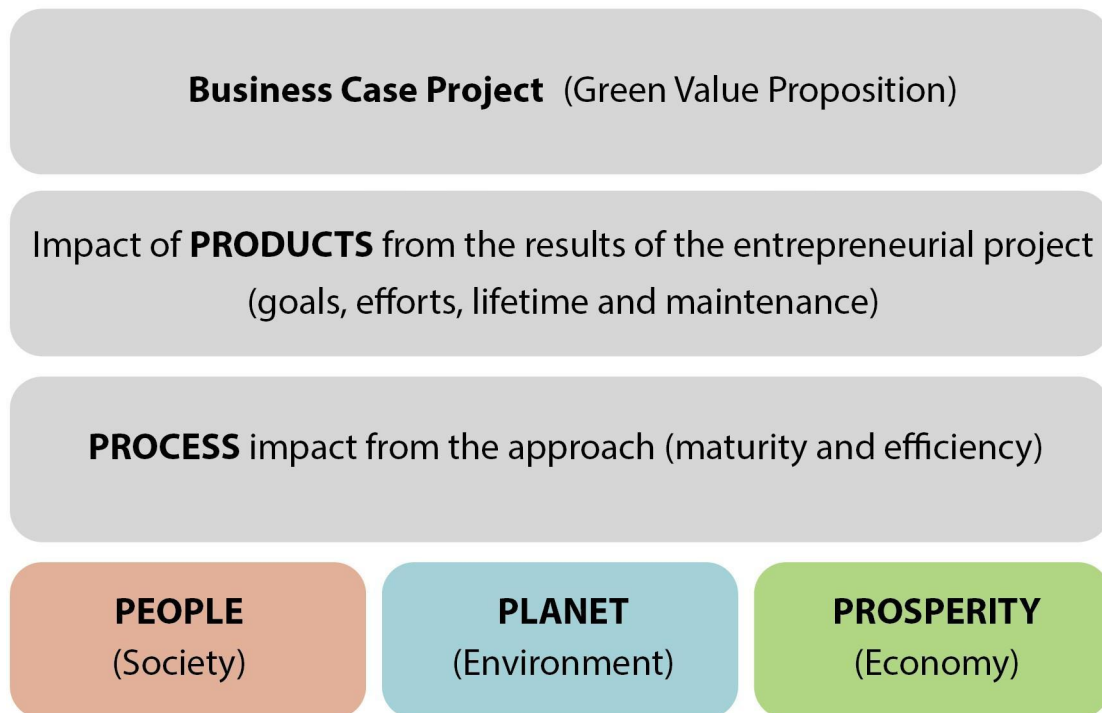 Business Case Project (Green Value Proposition)
Impact of PRODUCTS from the results of the entrepreneurial project
(goals, efforts, lifetime and maintenance)
PROCESS impact from the approach (maturity and efficiency)
PEOPLE
(Society)
PLANET
(Environment)
PROSPERITY
(Economy)